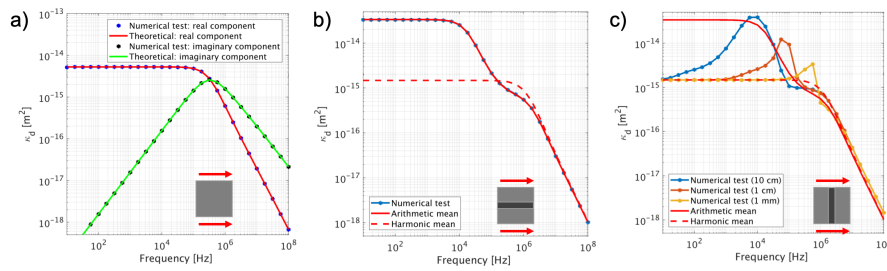 a)
Numerical test: real component
Theoretical: real component
Numerical test: imaginary component
Theoretical: imaginary component
10^-13
10^-14
10^-15
10^-16
10^-17
10^-18
κ_d [m²]
10^2 10^4 10^6 10^8
Frequency [Hz]
b)
10^-14
10^-15
10^-16
10^-17
10^-18
κ_d [m²]
Numerical test
Arithmetic mean
Harmonic mean
10^2 10^4 10^6 10^8
Frequency [Hz]
c)
10^-14
10^-15
10^-16
10^-17
10^-18
κ_d [m²]
Numerical test (10 cm)
Numerical test (1 cm)
Numerical test (1 mm)
Arithmetic mean
Harmonic mean
10^2 10^4 10^6 10^8
Frequency [Hz]